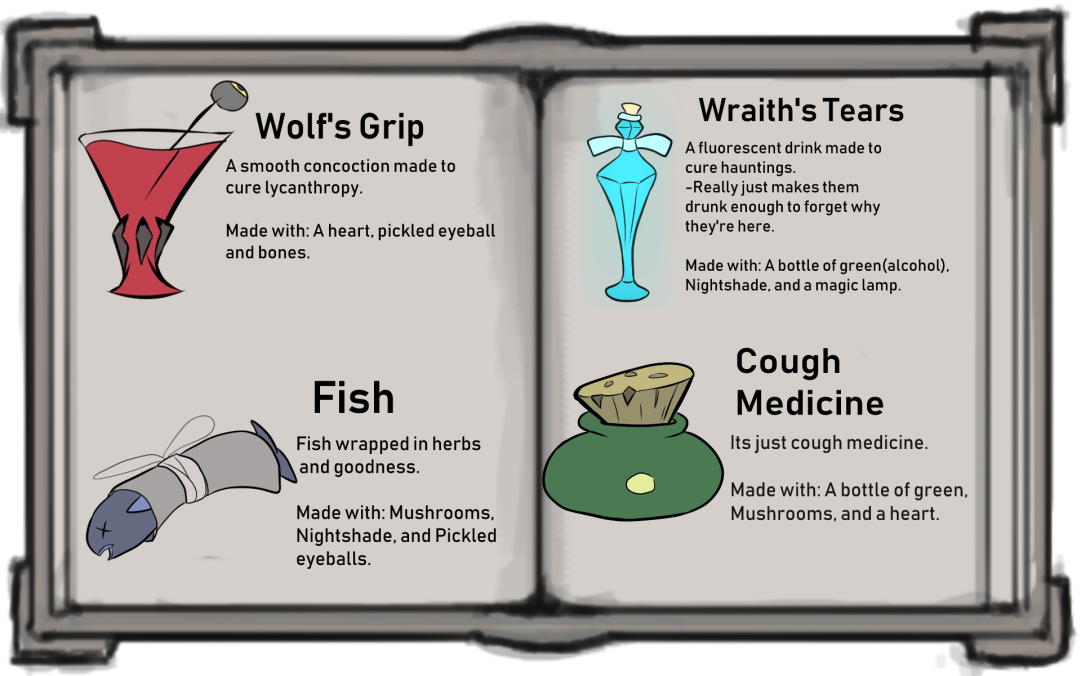 Wolf's Grip
A smooth concoction made to
cure lycanthropy.
Made with: A heart, pickled eyeball
and bones.
Fish
Fish wrapped in herbs
and goodness.
Made with: Mushrooms,
Nightshade, and Pickled
eyeballs.
Wraith's Tears
A fluorescent drink made to
cure hauntings.
-Really just makes them
drunk enough to forget why
they're here.
Made with: A bottle of green(alcohol),
Nightshade, and a magic lamp.
Cough
Medicine
Its just cough medicine.
Made with: A bottle of green,
Mushrooms, and a heart.